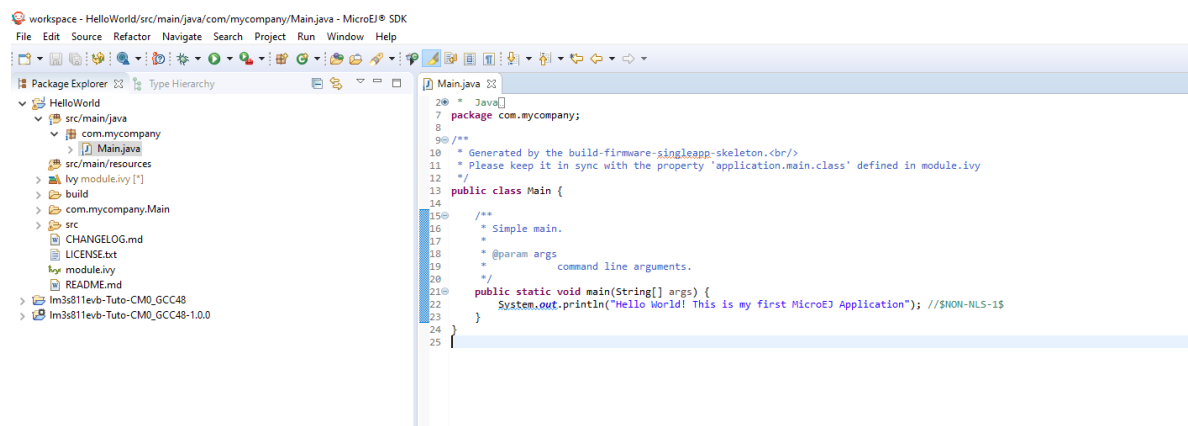 workspace - HelloWorld/src/main/java/com/mycompany/Main.java - MicroEJ® SDK
File Edit Source Refactor Navigate Search Project Run Window Help
Package Explorer Type Hierarchy
HelloWorld
src/main/java
com.mycompany
Main.java
src/main/resources
Ivy module.ivy [*]
build
com.mycompany.Main
src
CHANGELOG.md
LICENSE.txt
module.ivy
README.md
lm3s811evb-Tuto-CM0_GCC48
lm3s811evb-Tuto-CM0_GCC48-1.0.0
Main.java
2 * Java
7 package com.mycompany;
8
9 /**
10 * Generated by the build-firmware-singleapp-skeleton.<br/>
11 * Please keep it in sync with the property 'application.main.class' defined in module.ivy
12 */
13 public class Main {
14
15 /**
16 * Simple main.
17 *
18 * @param args
19 * command line arguments.
20 */
21 public static void main(String[] args) {
22 System.out.println("Hello World! This is my first MicroEJ Application"); //$NON-NLS-1$
23 }
24 }
25